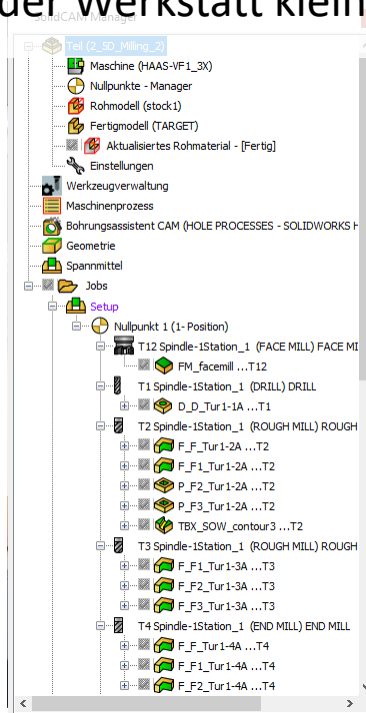 der Werkstatt klein
SolidCAM Manager
Teil (2_5D_Milling_2)
Maschine (HAAS-VF1_3X)
Nullpunkte - Manager
Rohmodell (stock1)
Fertigmodell (TARGET)
Aktualisiertes Rohmaterial - [Fertig]
Einstellungen
Werkzeugverwaltung
Maschinenprozess
Bohrungsassistent CAM (HOLE PROCESSES - SOLIDWORKS H
Geometrie
Spannmittel
Jobs
Setup
Nullpunkt 1 (1- Position)
T12 Spindle-1Station_1 (FACE MILL) FACE MI
FM_facemill ...T12
T1 Spindle-1Station_1 (DRILL) DRILL
D_D_Tur1-1A ...T1
T2 Spindle-1Station_1 (ROUGH MILL) ROUGH
F_F_Tur1-2A ...T2
F_F1_Tur1-2A ...T2
P_F2_Tur1-2A ...T2
P_F3_Tur1-2A ...T2
TBX_SOW_contour3 ...T2
T3 Spindle-1Station_1 (ROUGH MILL) ROUGH
F_F1_Tur1-3A ...T3
F_F2_Tur1-3A ...T3
F_F3_Tur1-3A ...T3
T4 Spindle-1Station_1 (END MILL) END MILL
F_F_Tur1-4A ...T4
F_F1_Tur1-4A ...T4
F_F2_Tur1-4A ...T4